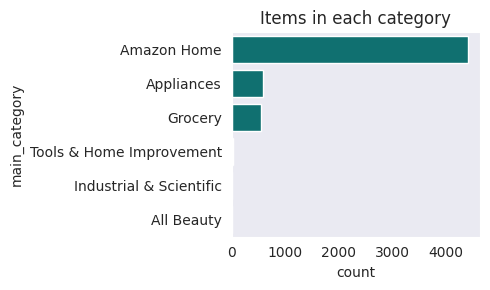 Items in each category
main_category
Amazon Home
Appliances
Grocery
Tools & Home Improvement
Industrial & Scientific
All Beauty
0 1000 2000 3000 4000
count